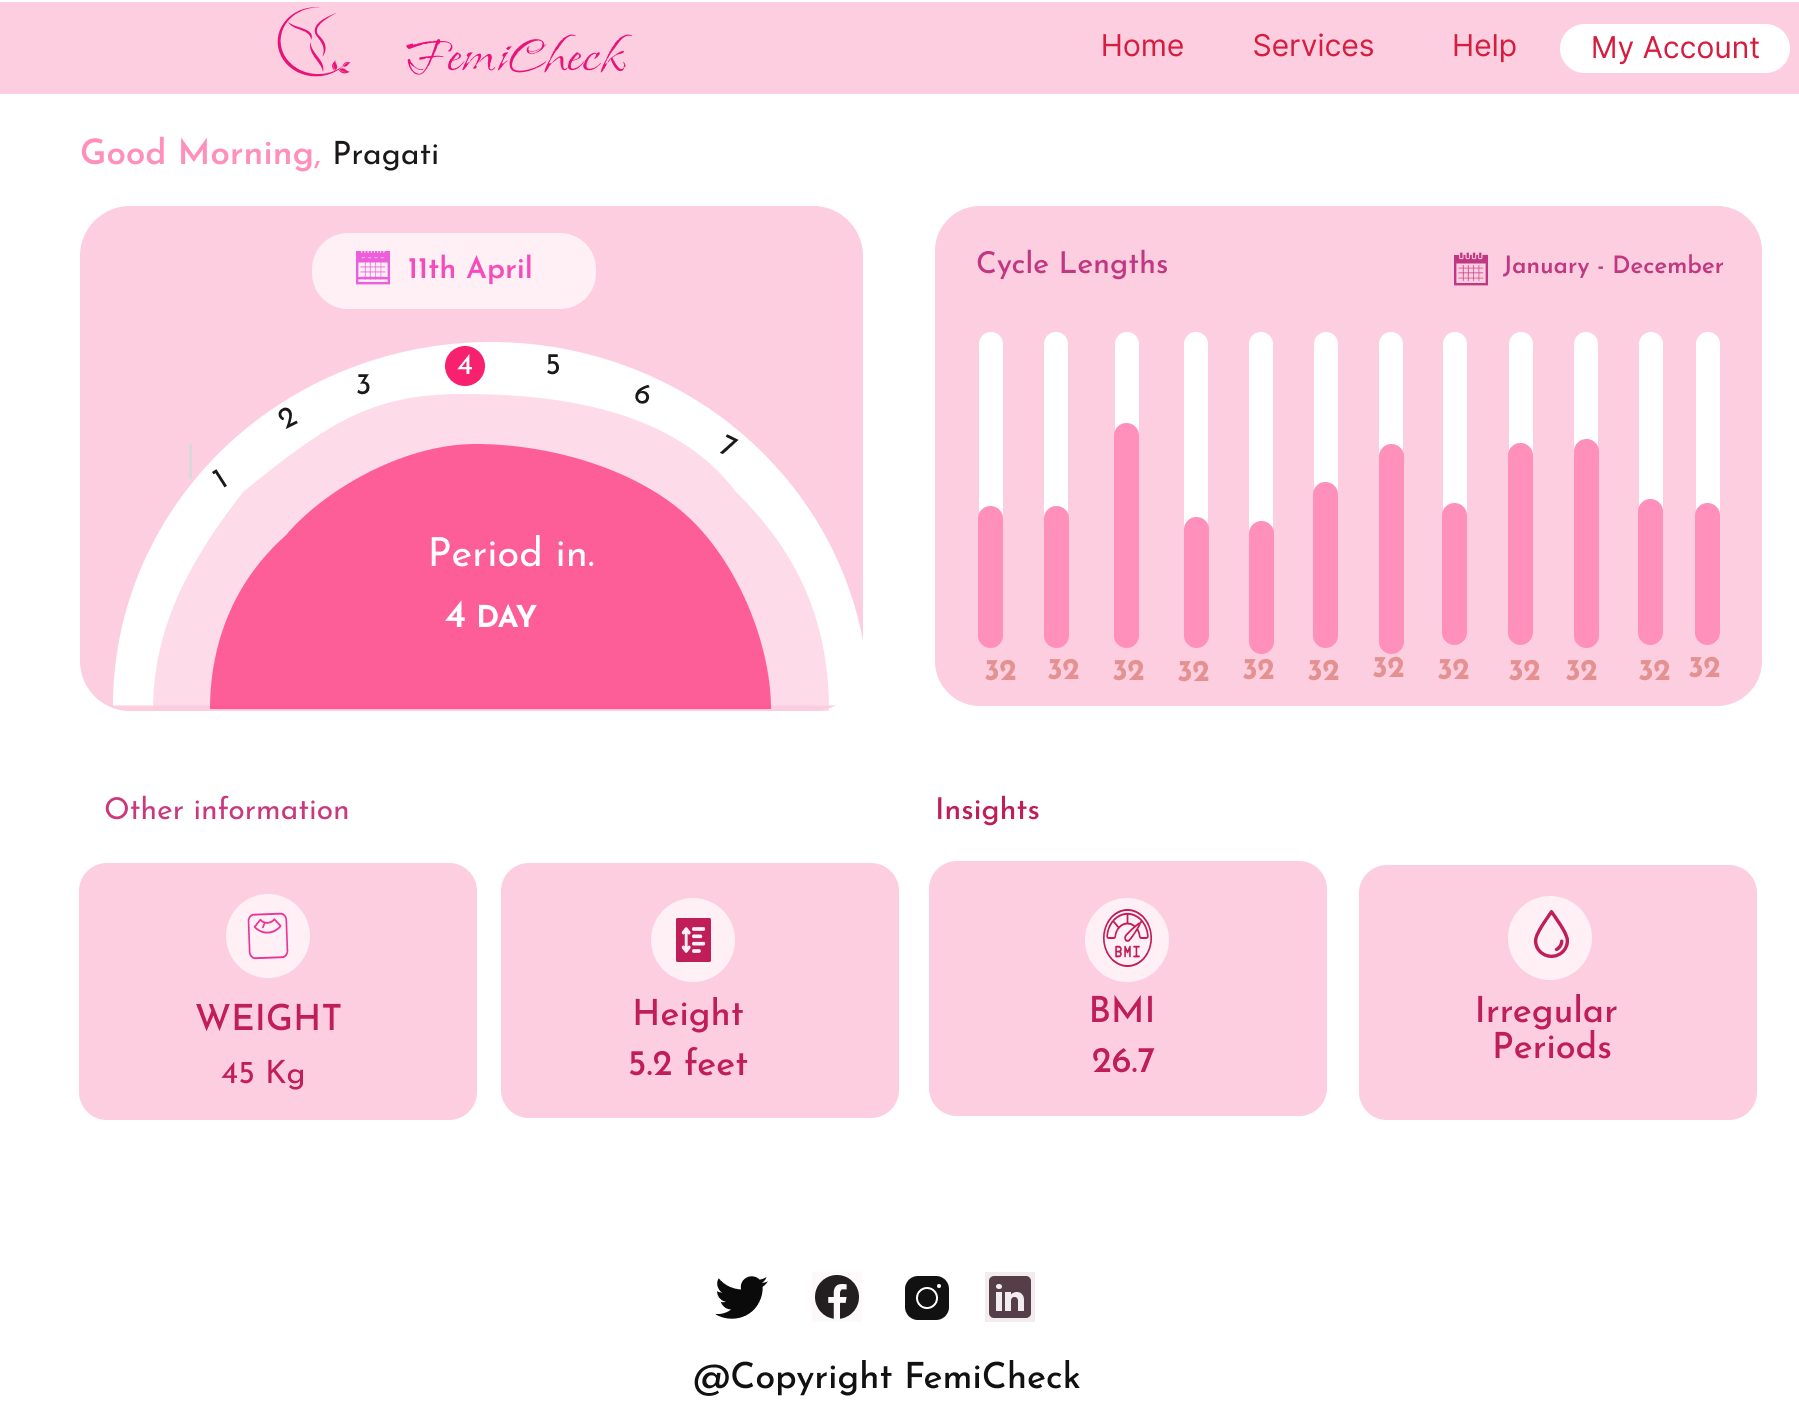 FemiCheck
Home
Services
Help
My Account
Good Morning, Pragati
11th April
1
2
3
4
5
6
7
Period in.
4 DAY
Cycle Lengths
January - December
32 32 32 32 32 32 32 32 32 32 32 32
Other information
WEIGHT
45 Kg
Height
5.2 feet
Insights
BMI
BMI
26.7
Irregular
Periods
in
@Copyright FemiCheck